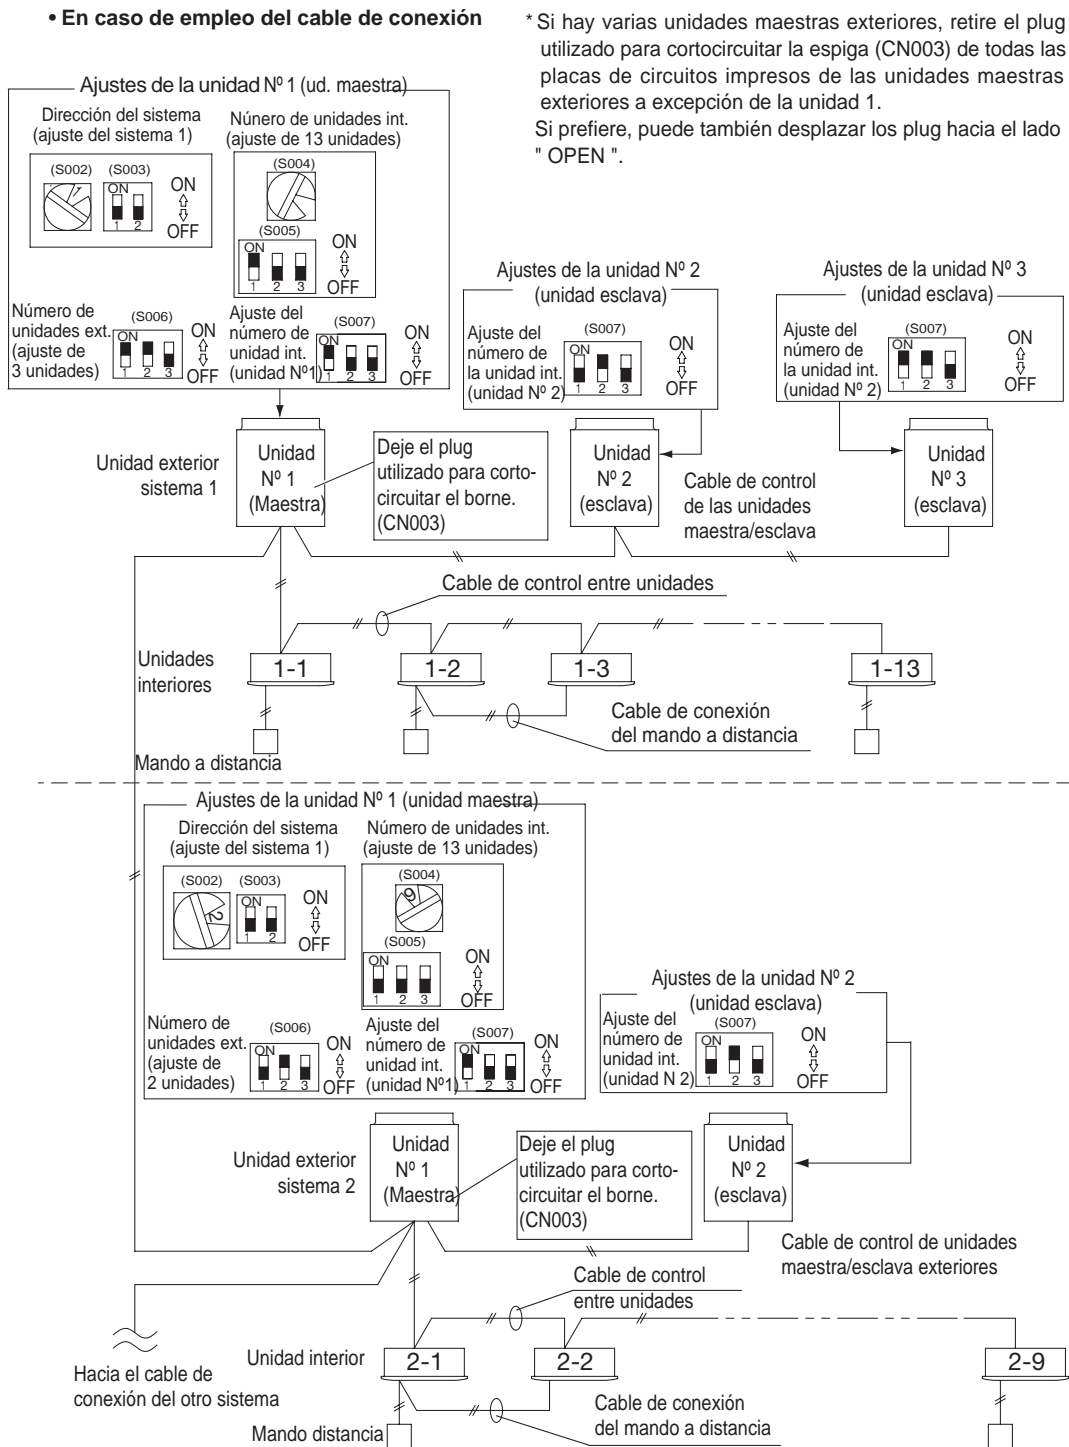 • En caso de empleo del cable de conexión
* Si hay varias unidades maestras exteriores, retire el plug
utilizado para cortocircuitar la espiga (CN003) de todas las
placas de circuitos impresos de las unidades maestras
exteriores a excepción de la unidad 1.
Si prefiere, puede también desplazar los plug hacia el lado
" OPEN ".
Ajustes de la unidad Nº 1 (ud. maestra)
Dirección del sistema
(ajuste del sistema 1)
(S002) (S003)
1
ON
1 2
ON
OFF
Núnero de unidades int.
(ajuste de 13 unidades)
(S004)
(S005)
ON
1 2 3
ON
OFF
Número de
unidades ext.
(ajuste de
3 unidades)
(S006)
ON
1 2 3
ON
OFF
Ajuste del
número de
unidad int.
(unidad Nº1)
(S007)
ON
1 2 3
ON
OFF
Ajustes de la unidad Nº 2
(unidad esclava)
Ajuste del
número de
la unidad int.
(unidad Nº 2)
(S007)
ON
1 2 3
ON
OFF
Ajustes de la unidad Nº 3
(unidad esclava)
Ajuste del
número de
la unidad int.
(unidad Nº 2)
(S007)
ON
1 2 3
ON
OFF
Unidad exterior
sistema 1
Unidad
Nº 1
(Maestra)
Deje el plug
utilizado para corto-
circuitar el borne.
(CN003)
Unidad
Nº 2
(esclava)
Cable de control
de las unidades
maestra/esclava
Unidad
Nº 3
(esclava)
Cable de control entre unidades
Unidades
interiores
1-1
1-2
1-3
1-13
Cable de conexión
del mando a distancia
Mando a distancia
Ajustes de la unidad Nº 1 (unidad maestra)
Dirección del sistema
(ajuste del sistema 1)
(S002) (S003)
2
ON
1 2
ON
OFF
Número de unidades int.
(ajuste de 13 unidades)
(S004)
9
(S005)
ON
1 2 3
ON
OFF
Número de
unidades ext.
(ajuste de
2 unidades)
(S006)
ON
1 2 3
ON
OFF
Ajuste del
número de
unidad int.
(unidad Nº1)
(S007)
ON
1 2 3
ON
OFF
Ajustes de la unidad Nº 2
(unidad esclava)
Ajuste del
número de
unidad int.
(unidad N 2)
(S007)
ON
1 2 3
ON
OFF
Unidad exterior
sistema 2
Unidad
Nº 1
(Maestra)
Deje el plug
utilizado para corto-
circuitar el borne.
(CN003)
Unidad
Nº 2
(esclava)
Cable de control de unidades
maestra/esclava exteriores
Cable de control
entre unidades
Hacia el cable de
conexión del otro sistema
Unidad interior
2-1
2-2
2-9
Cable de conexión
del mando a distancia
Mando distancia